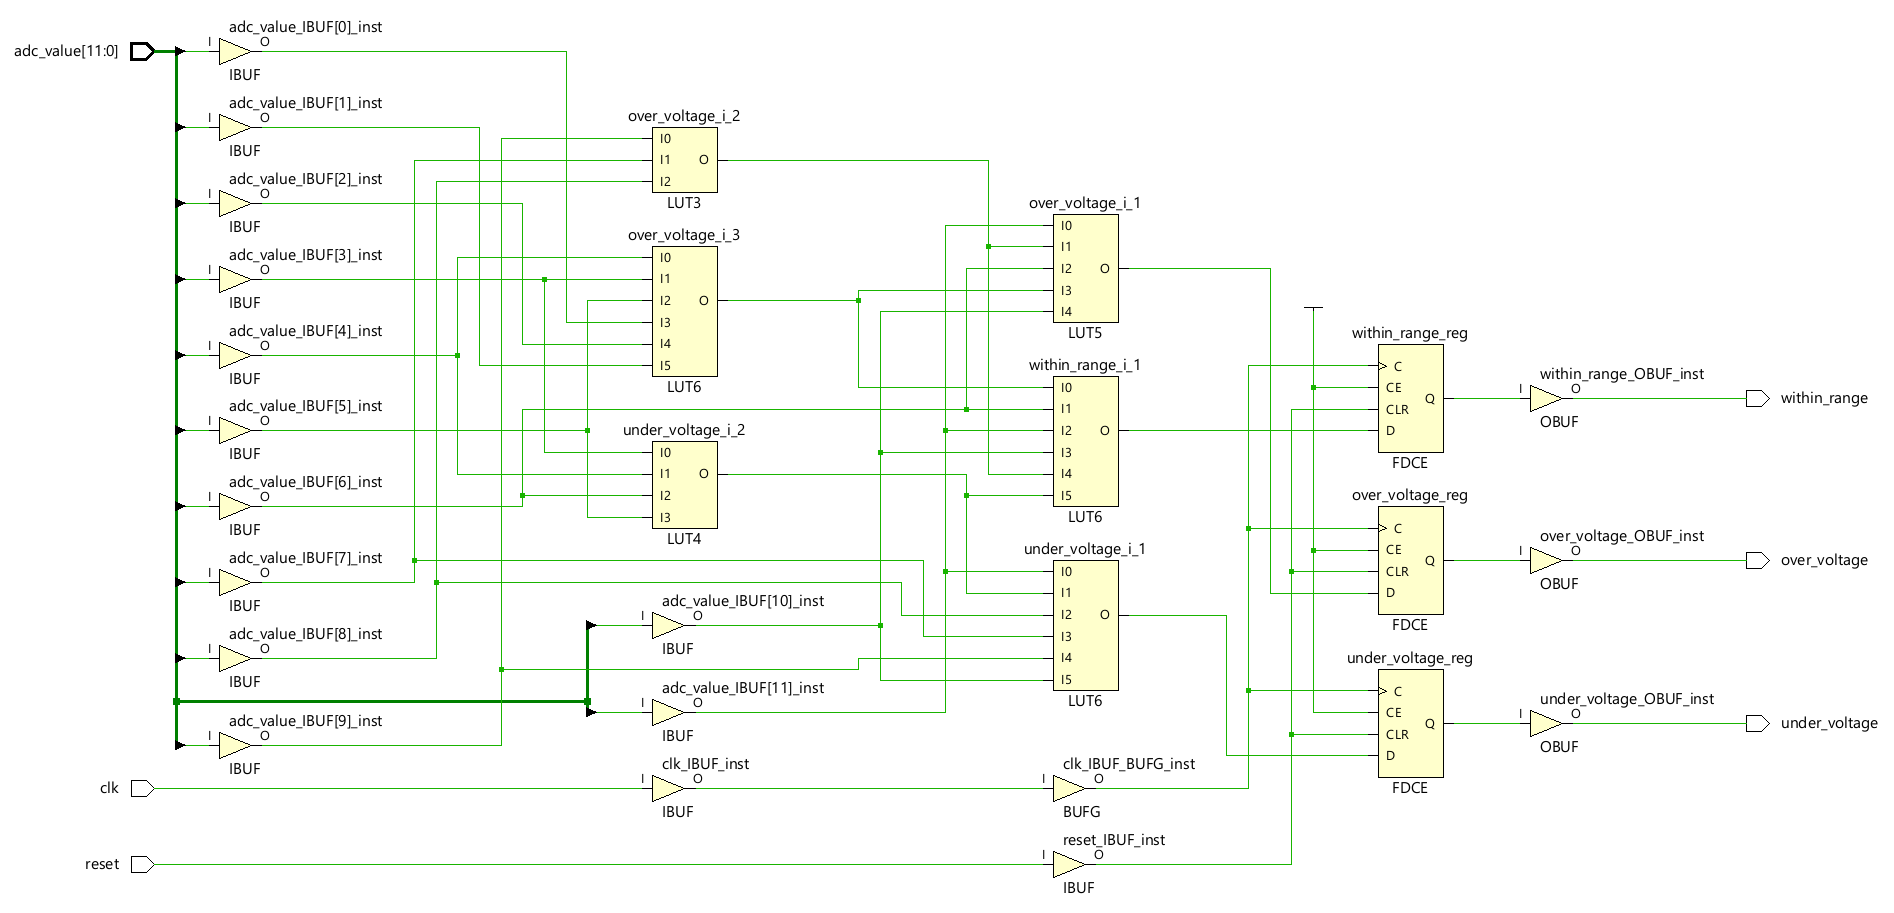 adc_value[11:0]
adc_value_IBUF[0]_inst
I
O
IBUF
adc_value_IBUF[1]_inst
I
O
IBUF
adc_value_IBUF[2]_inst
I
O
IBUF
adc_value_IBUF[3]_inst
I
O
IBUF
adc_value_IBUF[4]_inst
I
O
IBUF
adc_value_IBUF[5]_inst
I
O
IBUF
adc_value_IBUF[6]_inst
I
O
IBUF
adc_value_IBUF[7]_inst
I
O
IBUF
adc_value_IBUF[8]_inst
I
O
IBUF
adc_value_IBUF[9]_inst
I
O
IBUF
clk
reset
over_voltage_i_2
I0
I1
I2
O
LUT3
over_voltage_i_3
I0
I1
I2
I3
I4
I5
O
LUT6
under_voltage_i_2
I0
I1
I2
I3
O
LUT4
adc_value_IBUF[10]_inst
I
O
IBUF
adc_value_IBUF[11]_inst
I
O
IBUF
clk_IBUF_inst
I
O
IBUF
over_voltage_i_1
I0
I1
I2
I3
I4
O
LUT5
within_range_i_1
I0
I1
I2
I3
I4
I5
O
LUT6
under_voltage_i_1
I0
I1
I2
I3
I4
I5
O
LUT6
clk_IBUF_BUFG_inst
I
O
BUFG
reset_IBUF_inst
I
O
IBUF
within_range_reg
C
CE
CLR
D
Q
FDCE
over_voltage_reg
C
CE
CLR
D
Q
FDCE
under_voltage_reg
C
CE
CLR
D
Q
FDCE
within_range_OBUF_inst
I
O
OBUF
within_range
over_voltage_OBUF_inst
I
O
OBUF
over_voltage
under_voltage_OBUF_inst
I
O
OBUF
under_voltage